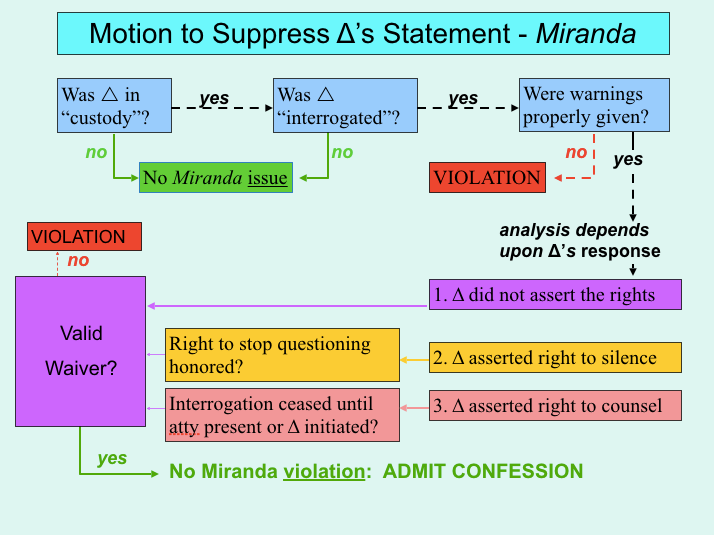 Motion to Suppress Δ’s Statement - Miranda
Was △ in
“custody”?
yes
Was △
“interrogated”?
yes
Were warnings
properly given?
no
no
no
yes
No Miranda issue
VIOLATION
analysis depends
upon Δ’s response
VIOLATION
no
1. Δ did not assert the rights
Valid
Waiver?
Right to stop questioning
honored?
2. Δ asserted right to silence
Interrogation ceased until
atty present or Δ initiated?
3. Δ asserted right to counsel
yes
No Miranda violation: ADMIT CONFESSION